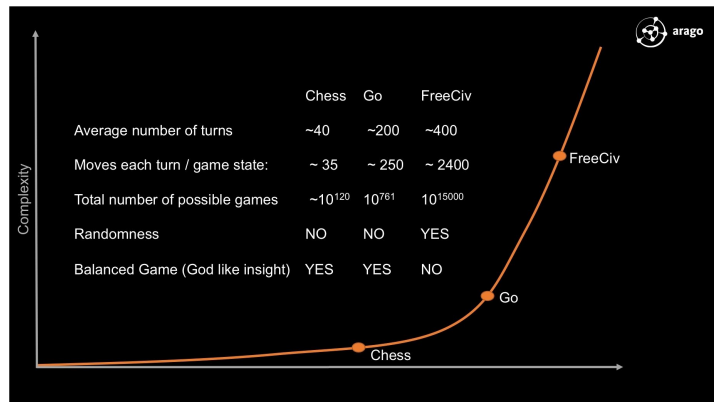 arago
Chess Go FreeCiv
Average number of turns ~40 ~200 ~400
Moves each turn / game state: ~ 35 ~ 250 ~ 2400
Total number of possible games ~10¹²⁰ 10⁷⁶¹ 10¹⁵⁰⁰⁰
Randomness NO NO YES
Balanced Game (God like insight) YES YES NO
Complexity
FreeCiv
Go
Chess